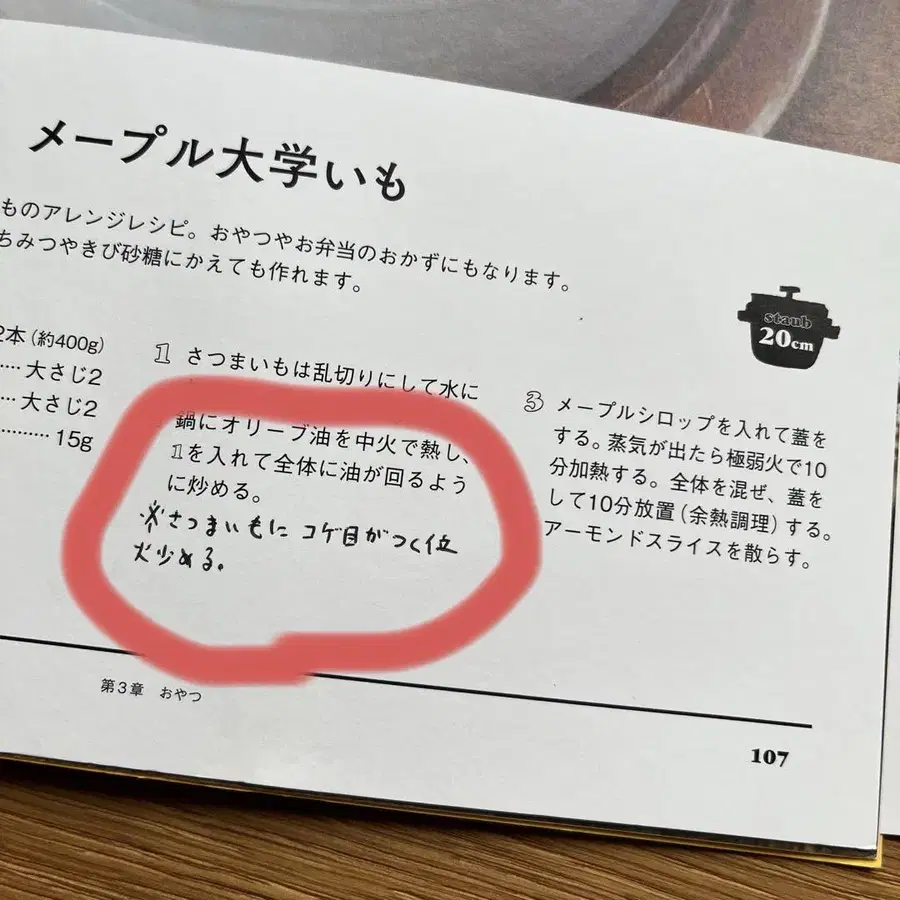 メープル大学いも
ものアレンジレシピ。おやつやお弁当のおかずにもなります。
ちみつやきび砂糖にかえても作れます。
staub
20cm
2本(約400g)
大さじ2
大さじ2
15g
1 さつまいもは乱切りにして水に
鍋にオリーブ油を中火で熱し、
1を入れて全体に油が回るよう
に炒める。
※さつまいもにコゲ目がつく位
炒める。
3 メープルシロップを入れて蓋を
する。蒸気が出たら極弱火で10
分加熱する。全体を混ぜ、蓋を
して10分放置(余熱調理)する。
アーモンドスライスを散らす。
第3章 おやつ
107